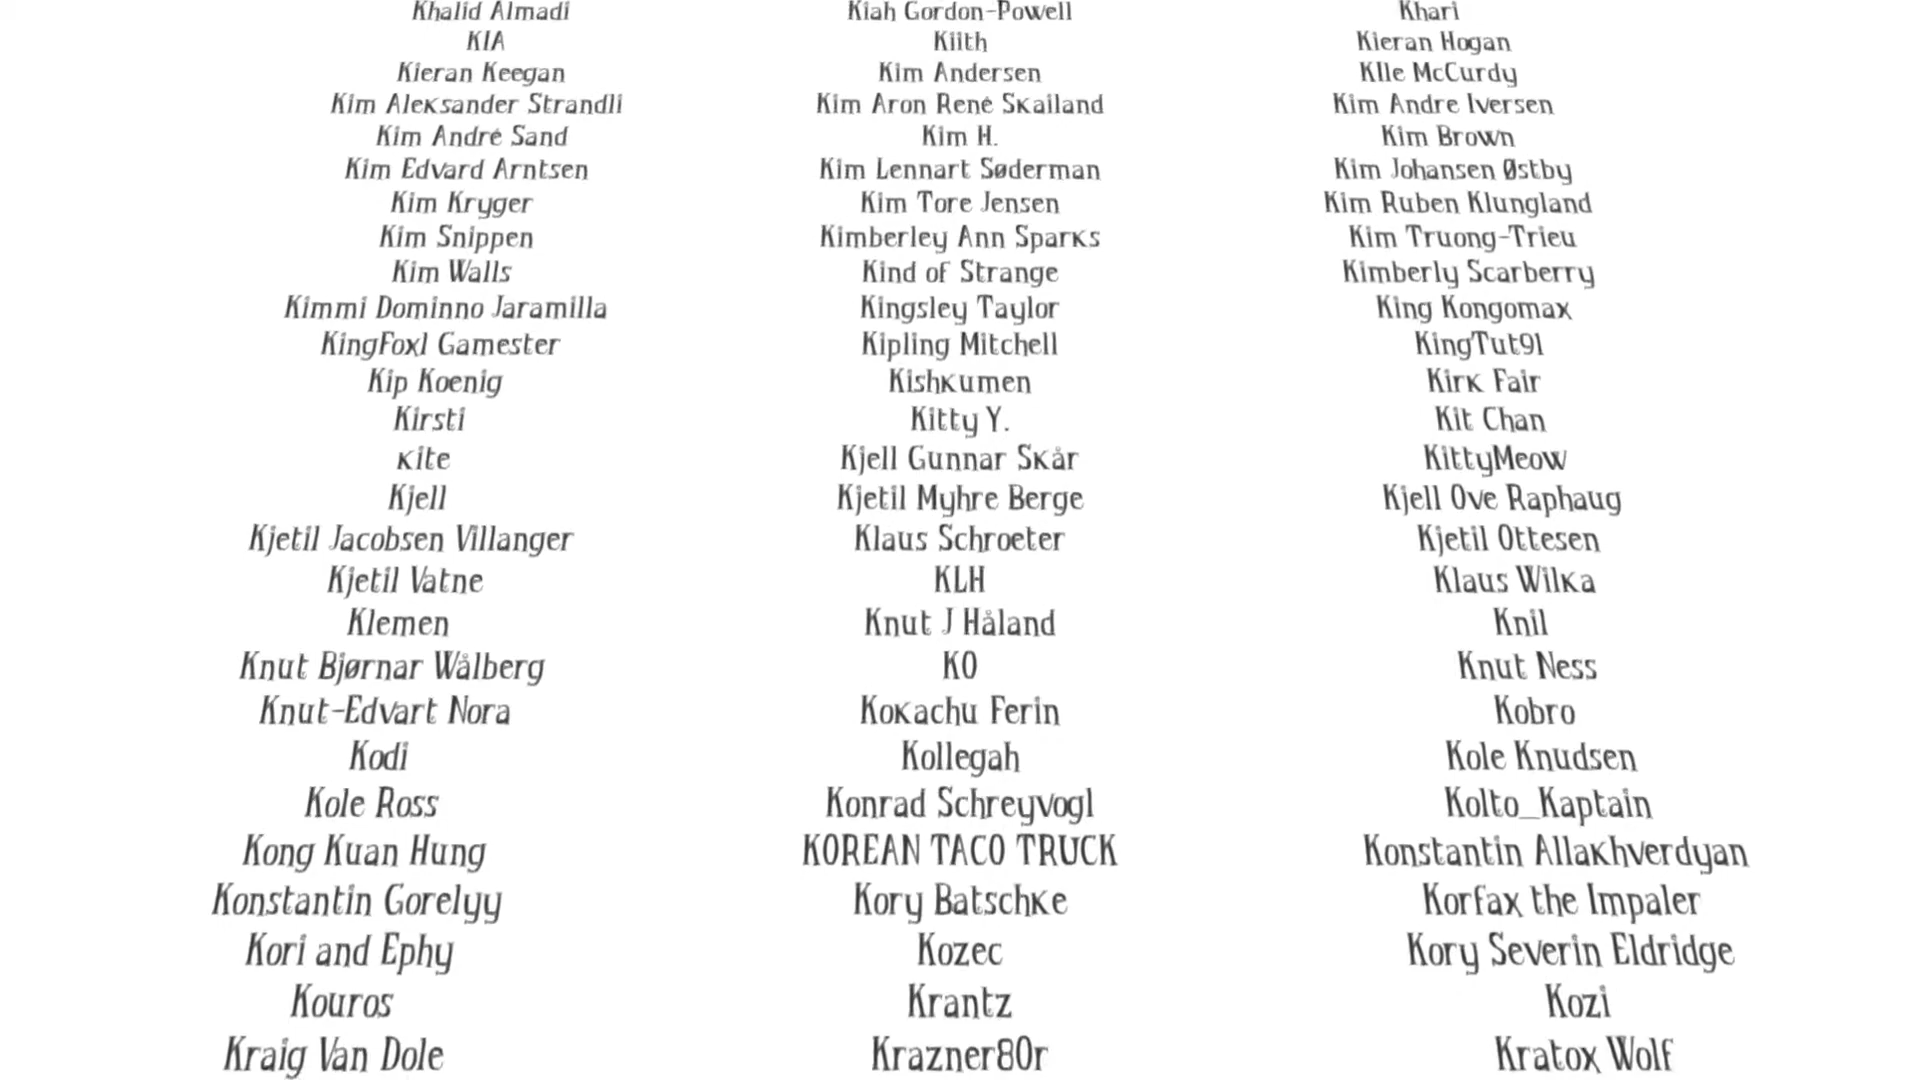 Khalid Almadi Kiah Gordon-Powell Khari
KIA Kiith Kieran Hogan
Kieran Keegan Kim Andersen KIle McCurdy
Kim Aleksander Strandli Kim Aron René Skailand Kim Andre Iversen
Kim André Sand Kim H. Kim Brown
Kim Edvard Arntsen Kim Lennart Søderman Kim Johansen Østby
Kim Kryger Kim Tore Jensen Kim Ruben Klungland
Kim Snippen Kimberley Ann Sparks Kim Truong-Trieu
Kim Walls Kind of Strange Kimberly Scarberry
Kimmi Dominno Jaramilla Kingsley Taylor King Kongomax
KingFox1 Gamester Kipling Mitchell KingTut91
Kip Koenig Kishkumen Kirk Fair
Kirsti Kitty Y. Kit Chan
kite Kjell Gunnar Skår KittyMeow
Kjell Kjetil Myhre Berge Kjell Ove Raphaug
Kjetil Jacobsen Villanger Klaus Schroeter Kjetil Ottesen
Kjetil Vatne KLH Klaus Wilka
Klemen Knut J Håland Knil
Knut Bjørnar Wålberg KO Knut Ness
Knut-Edvart Nora Kokachu Ferin Kobro
Kodi Kollegah Kole Knudsen
Kole Ross Konrad Schreyvogl Kolto_Kaptain
Kong Kuan Hung KOREAN TACO TRUCK Konstantin Allakhverdyan
Konstantin Gorelyy Kory Batschke Korfax the Impaler
Kori and Ephy Kozec Kory Severin Eldridge
Kouros Krantz Kozi
Kraig Van Dole Krazner80r Kratox Wolf